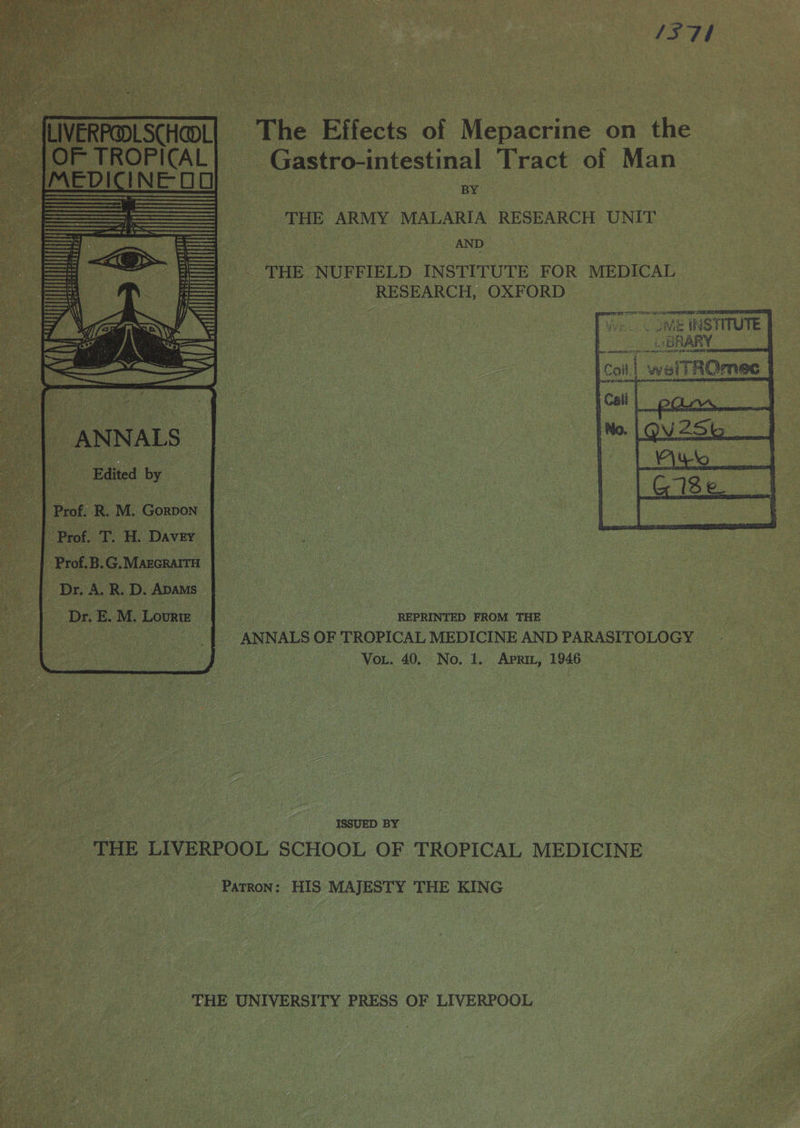 1371
LIVERPOOL SCHOOL
OF TROPICAL
MEDICINE
The Effects of Mepacrine on the
Gastro-intestinal Tract of Man
BY
THE ARMY MALARIA RESEARCH UNIT
AND
THE NUFFIELD INSTITUTE FOR MEDICAL
RESEARCH, OXFORD
INSTITUTE
LIBRARY
Coll. welTROmec
Call pam
No. QV256
1946
G78e
ANNALS
Edited by
Prof. R. M. GORDON
Prof. T. H. DAVEY
Prof. B. G. MAEGRAITH
Dr. A. R. D. ADAMS
Dr. E. M. LOURIE
REPRINTED FROM THE
ANNALS OF TROPICAL MEDICINE AND PARASITOLOGY
VOL. 40. No. 1. APRIL, 1946
ISSUED BY
THE LIVERPOOL SCHOOL OF TROPICAL MEDICINE
PATRON: HIS MAJESTY THE KING
THE UNIVERSITY PRESS OF LIVERPOOL